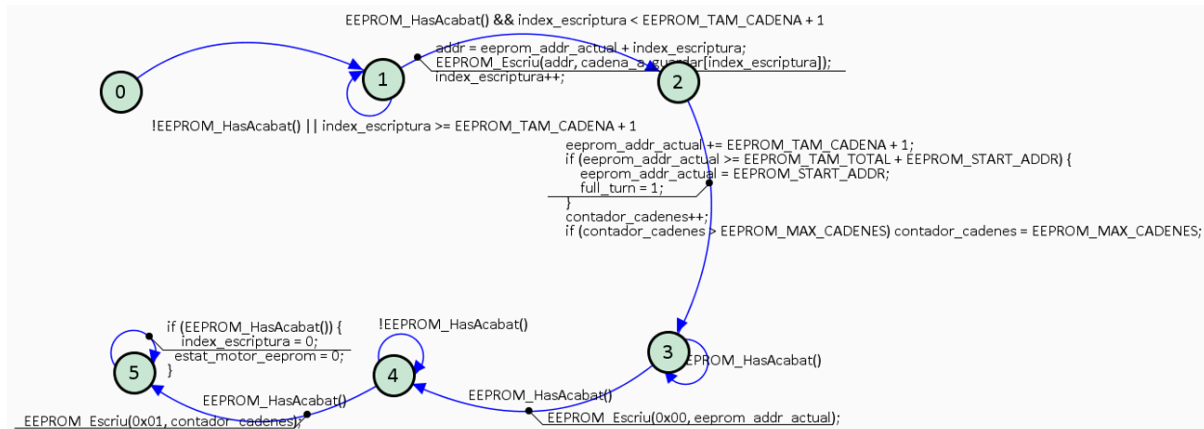 EEPROM_HasAcabat() && index_escriptura < EEPROM_TAM_CADENA + 1
addr = eeprom_addr_actual + index_escriptura;
EEPROM_Escriu(addr, cadena_a_guardar[index_escriptura]);
index_escriptura++;
0
1
2
!EEPROM_HasAcabat() || index_escriptura >= EEPROM_TAM_CADENA + 1
eeprom_addr_actual += EEPROM_TAM_CADENA + 1;
if (eeprom_addr_actual >= EEPROM_TAM_TOTAL + EEPROM_START_ADDR) {
eeprom_addr_actual = EEPROM_START_ADDR;
full_turn = 1;
}
contador_cadenes++;
if (contador_cadenes > EEPROM_MAX_CADENES) contador_cadenes = EEPROM_MAX_CADENES;
if (EEPROM_HasAcabat()) {
index_escriptura = 0;
estat_motor_eeprom = 0;
}
!EEPROM_HasAcabat()
3
EEPROM_HasAcabat()
5
4
EEPROM_HasAcabat()
EEPROM_HasAcabat()
EEPROM_Escriu(0x01, contador_cadenes);
EEPROM_Escriu(0x00, eeprom_addr_actual);